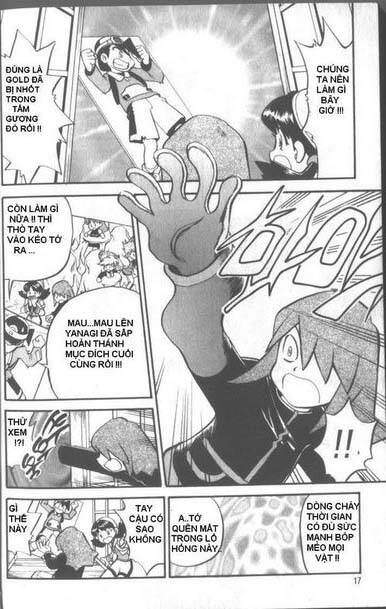 CHÚNG
TA NÊN
LÀM GÌ
BÂY
GIỜ !!!
ĐÚNG LÀ
GOLD ĐÃ
BỊ NHỐT
TRONG
TẤM
GƯƠNG
ĐÓ RỒI !!
CÒN LÀM GÌ
NỮA !! THÌ
THÒ TAY
VÀO KÉO TỚ
RA ...
MAU...MAU LÊN
YANAGI ĐÃ SẮP
HOÀN THÀNH
MỤC ĐÍCH CUỐI
CÙNG RỒI !!!
!!
THỬ
XEM
!?!
DÒNG CHẢY
THỜI GIAN
CÓ ĐỦ SỨC
MẠNH BÓP
MÉO MỌI VẬT
!
A..TỚ
QUÊN MẤT
TRONG LỖ
HỔNG NÀY..
TAY
CẬU CÓ
SAO KHÔNG
GÌ
THẾ
NÀY
17